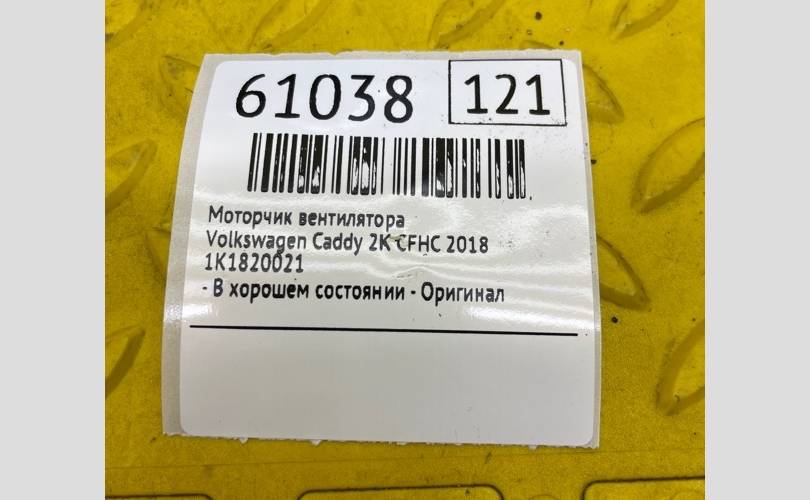 61038 121
Моторчик вентилятора
Volkswagen Caddy 2K CFHC 2018
1K1820021
- В хорошем состоянии - Оригинал